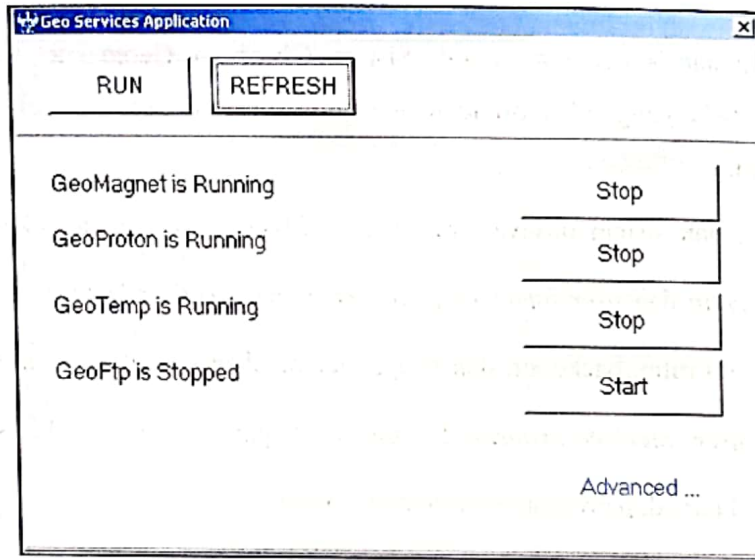 Geo Services Application
RUN
REFRESH
GeoMagnet is Running
Stop
GeoProton is Running
Stop
GeoTemp is Running
Stop
GeoFtp is Stopped
Start
Advanced ...